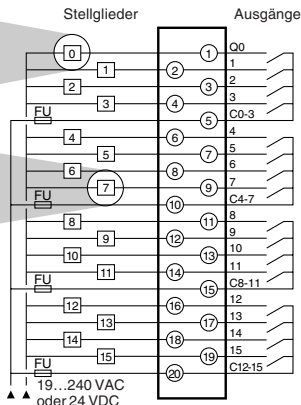 Stellglieder Ausgänge
0 1 Q0
1 2 1
2 3 2
3 4 3
FU 5 C0-3
4 6 4
5 7 5
6 8 6
7 9 7
FU 10 C4-7
8 11 8
9 12 9
10 13 10
11 14 11
FU 15 C8-11
12 16 12
13 17 13
14 18 14
15 19 15
FU 20 C12-15
19...240 VAC
oder 24 VDC